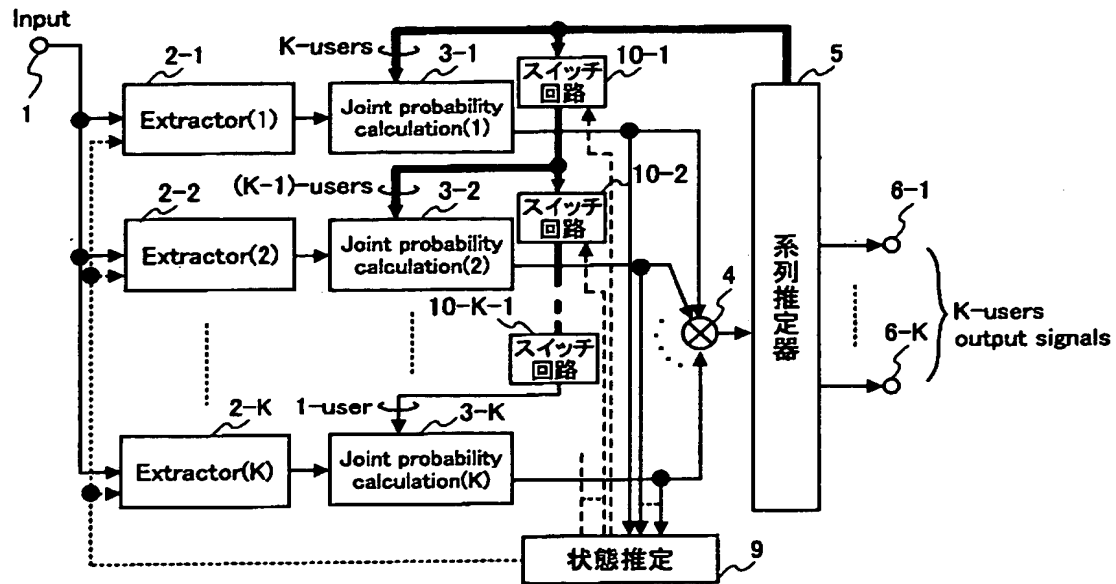 Input
1
2-1
Extractor(1)
K-users
3-1
Joint probability
calculation(1)
10-1
スイッチ
回路
5
2-2
Extractor(2)
(K-1)-users
3-2
Joint probability
calculation(2)
10-2
スイッチ
回路
10-K-1
スイッチ
回路
4
系列推定器
6-1
6-K
K-users
output signals
2-K
Extractor(K)
1-user
3-K
Joint probability
calculation(K)
状態推定
9